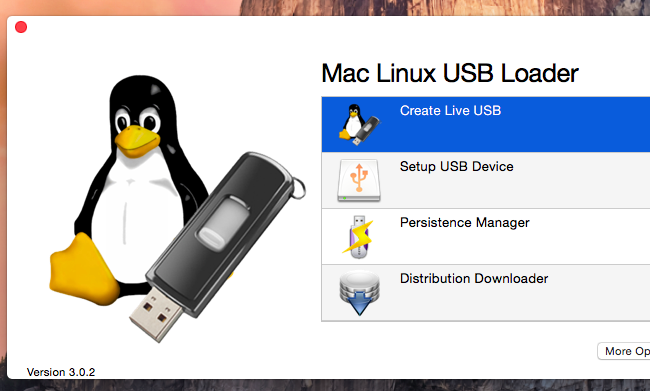 Mac Linux USB Loader
Create Live USB
Setup USB Device
Persistence Manager
Distribution Downloader
More Op
Version 3.0.2